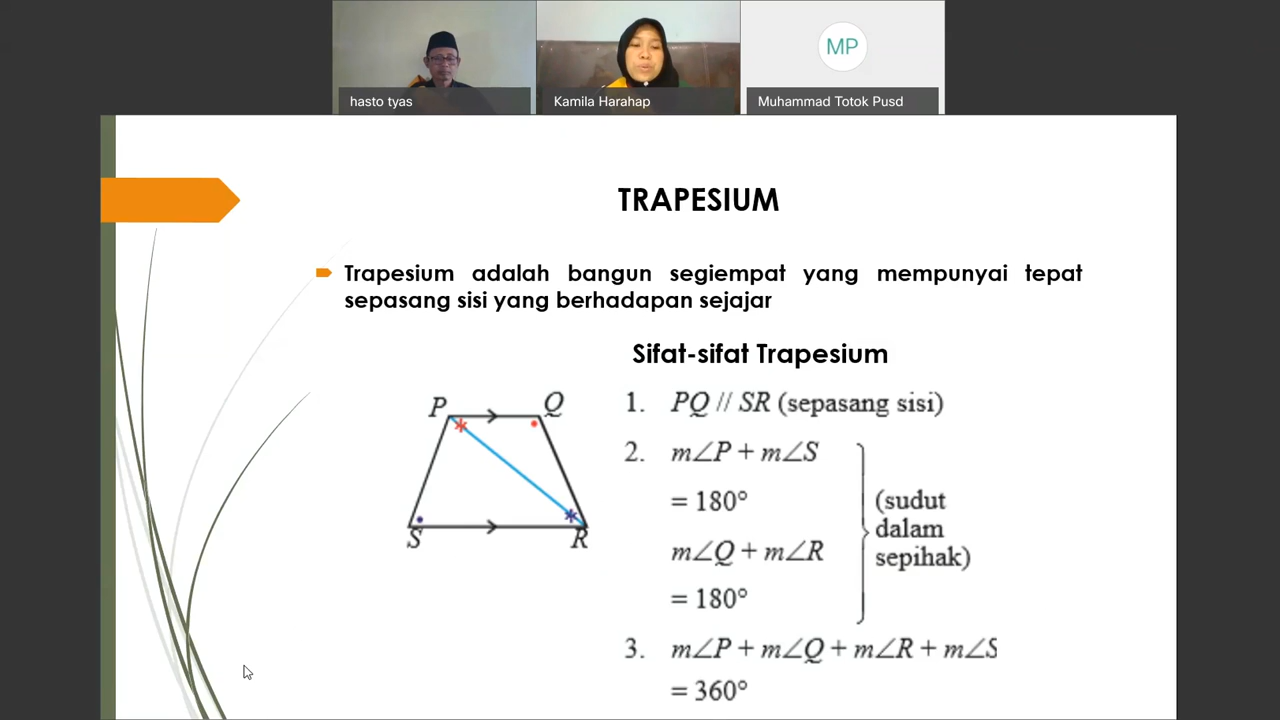 MP
hasto tyas
Kamila Harahap
Muhammad Totok Pusd
TRAPESIUM
Trapesium adalah bangun segiempat yang mempunyai tepat
sepasang sisi yang berhadapan sejajar
Sifat-sifat Trapesium
P
Q
S
R
1. PQ // SR (sepasang sisi)
2. m∠P + m∠S
= 180°
m∠Q + m∠R
= 180°
(sudut
dalam
sepihak)
3. m∠P + m∠Q + m∠R + m∠S
= 360°